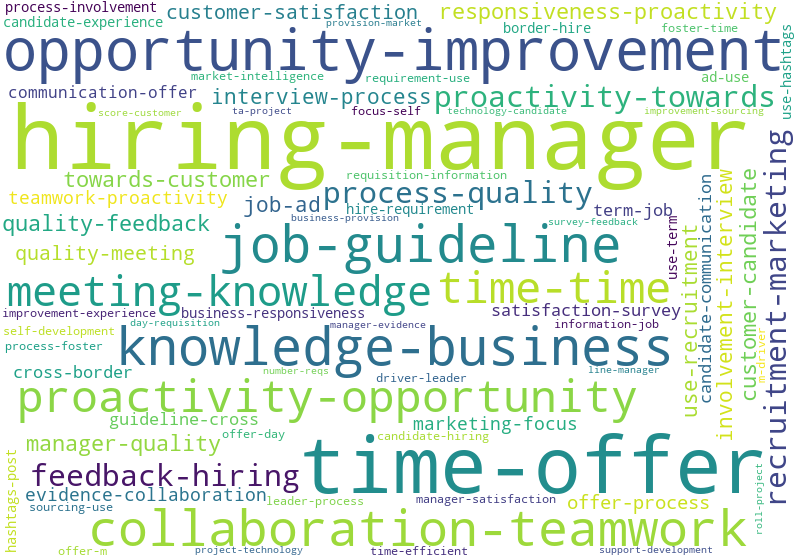 process-involvement
customer-satisfaction
responsiveness-proactivity
candidate-experience
provision-market
border-hire
foster-time
opportunity-improvement
use-hashtags
market-intelligence
requirement-use
ad-use
communication-offer
interview-process
proactivity-towards
score-customer
ta-project
focus-self
technology-candidate
improvement-sourcing
hiring-manager
recruitment-marketing
towards-customer
requisition-information
customer-candidate
involvement-interview
candidate-communication
teamwork-proactivity
job-ad
process-quality
hire-requirement
term-job
quality-feedback
business-provision
survey-feedback
use-term
use-recruitment
quality-meeting
job-guideline
meeting-knowledge
time-time
improvement-experience
business-responsiveness
satisfaction-survey
self-development
day-requisition
manager-evidence
information-job
m-driver
process-foster
knowledge-business
cross-border
number-reqs
driver-leader
line-manager
proactivity-opportunity
guideline-cross
marketing-focus
manager-quality
offer-day
candidate-hiring
time-offer
hashtags-post
feedback-hiring
roll-project
evidence-collaboration
leader-process
manager-satisfaction
offer-process
sourcing-use
collaboration-teamwork
offer-m
project-technology
time-efficient
support-development